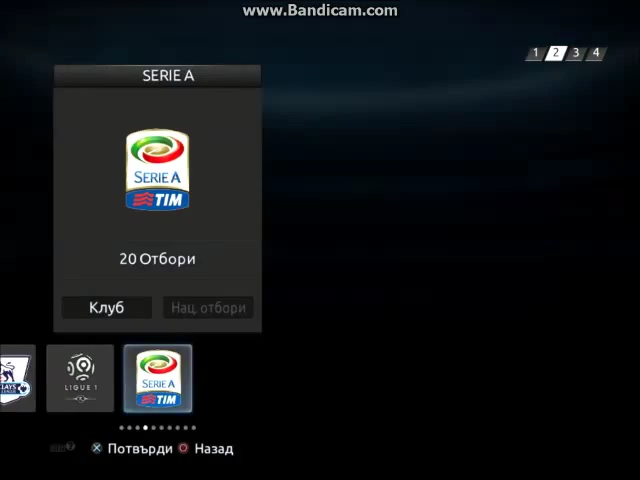 www.Bandicam.com
1 2 3 4
SERIE A
SERIE A
TIM
20 Отбори
Клуб Нац. отбори
LIGUE 1
SERIE A
TIM
Потвърди Назад